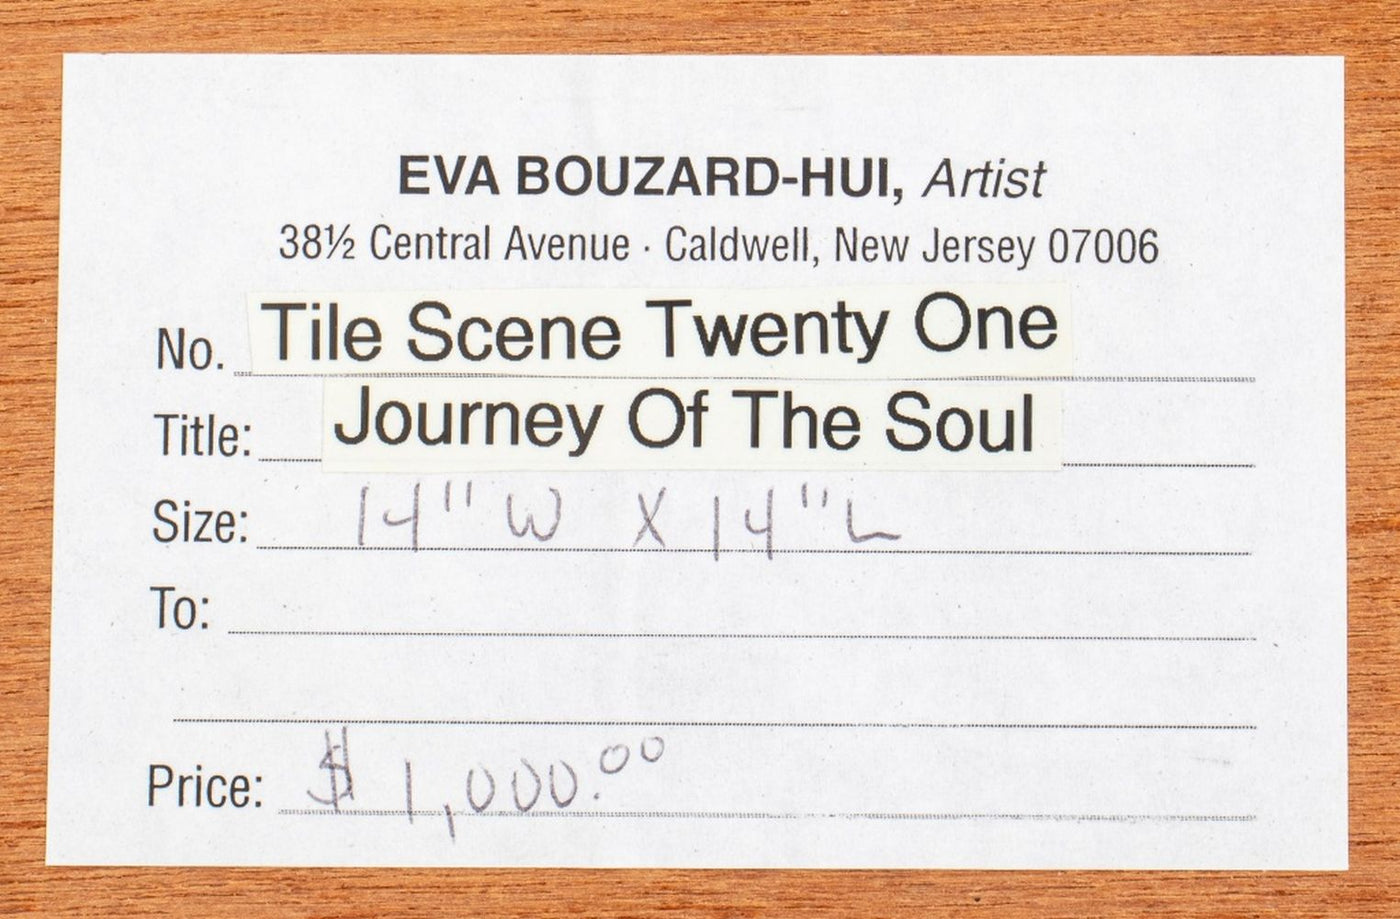 EVA BOUZARD-HUI, Artist
38½ Central Avenue · Caldwell, New Jersey 07006
No. Tile Scene Twenty One
Title: Journey Of The Soul
Size: 14" W X 14" L
To:
Price: $ 1,000.00